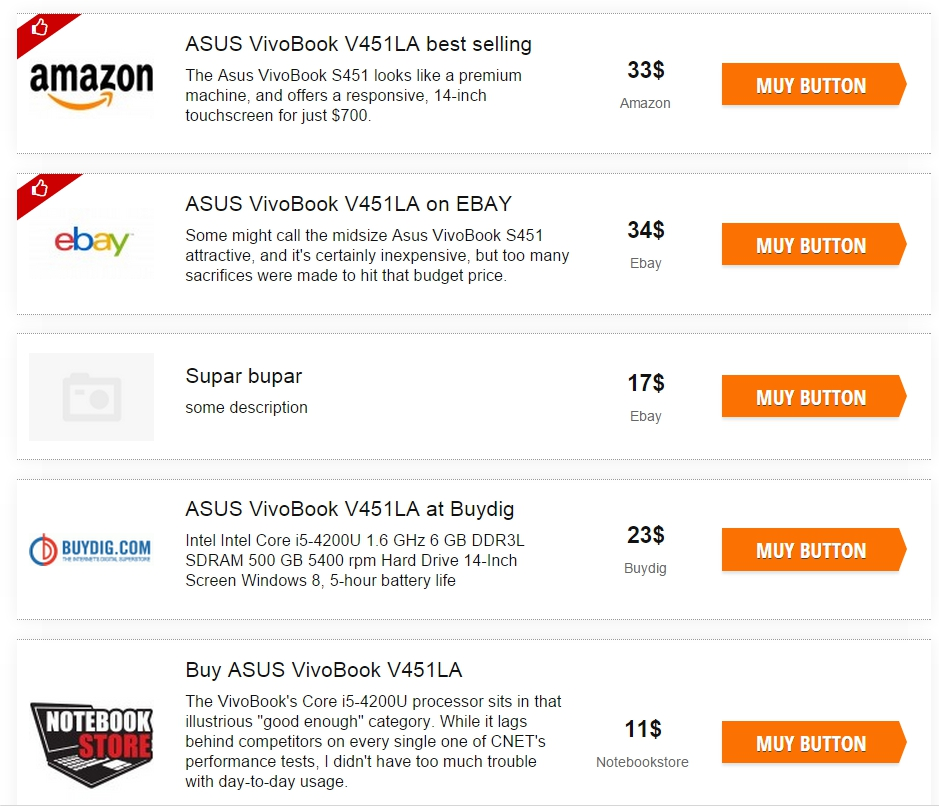 amazon
ASUS VivoBook V451LA best selling
The Asus VivoBook S451 looks like a premium
machine, and offers a responsive, 14-inch
touchscreen for just $700.
33$
Amazon
MUY BUTTON
ebay™
ASUS VivoBook V451LA on EBAY
Some might call the midsize Asus VivoBook S451
attractive, and it's certainly inexpensive, but too many
sacrifices were made to hit that budget price.
34$
Ebay
MUY BUTTON
Supar bupar
some description
17$
Ebay
MUY BUTTON
BUYDIG.COM
THE INTERNET'S DIGITAL SUPERSTORE
ASUS VivoBook V451LA at Buydig
Intel Intel Core i5-4200U 1.6 GHz 6 GB DDR3L
SDRAM 500 GB 5400 rpm Hard Drive 14-Inch
Screen Windows 8, 5-hour battery life
23$
Buydig
MUY BUTTON
NOTEBOOK
STORE
Buy ASUS VivoBook V451LA
The VivoBook's Core i5-4200U processor sits in that
illustrious "good enough" category. While it lags
behind competitors on every single one of CNET's
performance tests, I didn't have too much trouble
with day-to-day usage.
11$
Notebookstore
MUY BUTTON